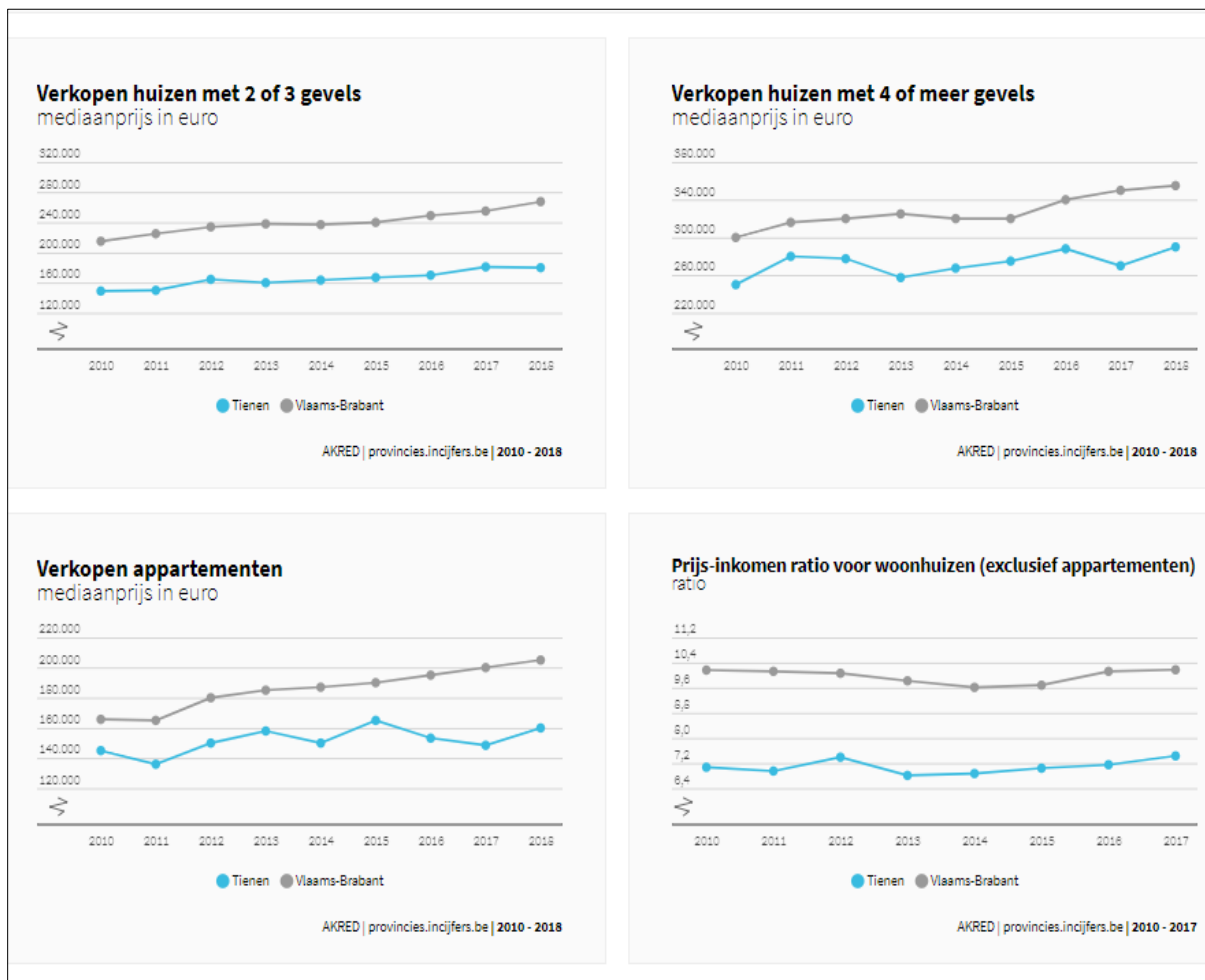 Verkopen huizen met 2 of 3 gevels
mediaanprijs in euro
320.000
280.000
240.000
200.000
160.000
120.000
2010 2011 2012 2013 2014 2015 2016 2017 2018
Tienen Vlaams-Brabant
AKRED | provincies.incijfers.be | 2010 - 2018
Verkopen huizen met 4 of meer gevels
mediaanprijs in euro
380.000
340.000
300.000
260.000
220.000
2010 2011 2012 2013 2014 2015 2016 2017 2018
Tienen Vlaams-Brabant
AKRED | provincies.incijfers.be | 2010 - 2018
Verkopen appartementen
mediaanprijs in euro
220.000
200.000
180.000
160.000
140.000
120.000
2010 2011 2012 2013 2014 2015 2016 2017 2018
Tienen Vlaams-Brabant
AKRED | provincies.incijfers.be | 2010 - 2018
Prijs-inkomen ratio voor woonhuizen (exclusief appartementen)
ratio
11,2
10,4
9,6
8,8
8,0
7,2
6,4
2010 2011 2012 2013 2014 2015 2016 2017
Tienen Vlaams-Brabant
AKRED | provincies.incijfers.be | 2010 - 2017